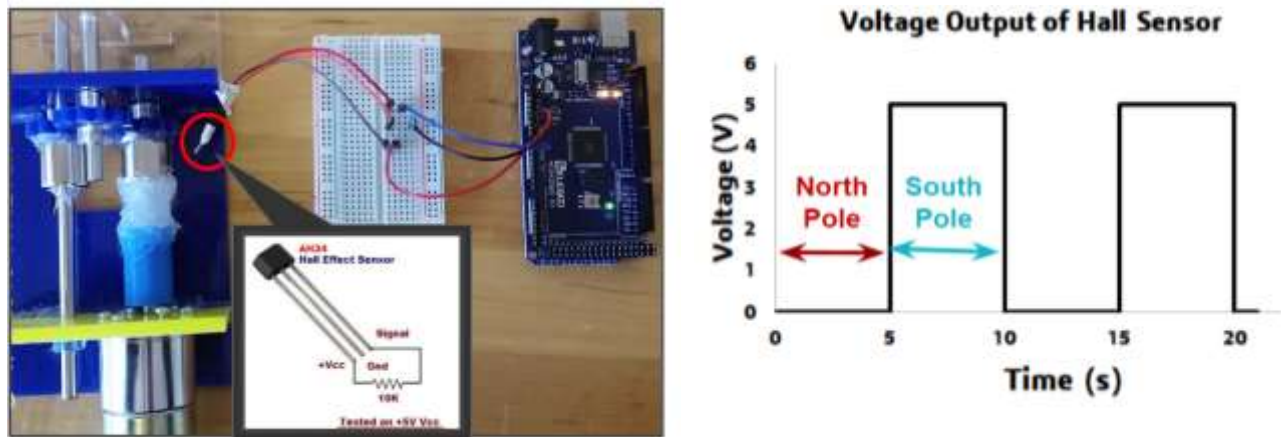 AH34
Hall Effect Sensor
Signal
+Vcc
Gnd
10K
Tested an +5V Vcc
Voltage Output of Hall Sensor
Voltage (V)
6
5
4
3
2
1
0
North
Pole
South
Pole
0
5
10
15
20
Time (s)